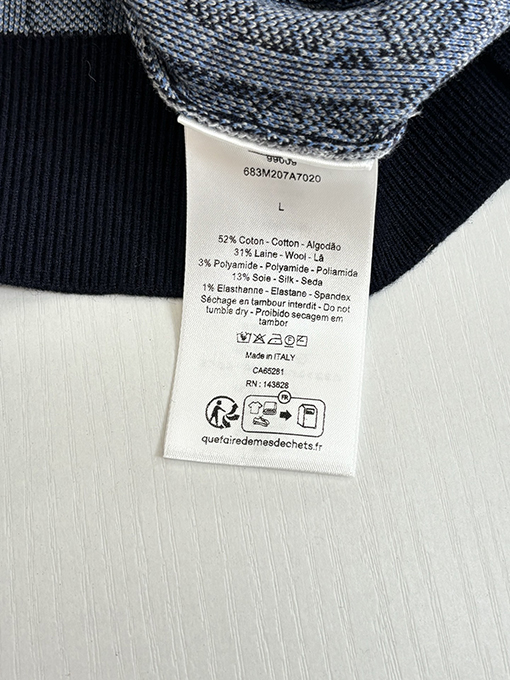 99009
683M207A7020
L
52% Coton - Cotton - Algodão
31% Laine - Wool - Lã
3% Polyamide - Polyamide - Poliamida
13% Soie - Silk - Seda
1% Elasthanne - Elastane - Spandex
Séchage en tambour interdit - Do not
tumble dry - Proibido secagem em
tambor
Made in ITALY
CA65281
RN : 143828
FR
quefairedemesdechets.fr